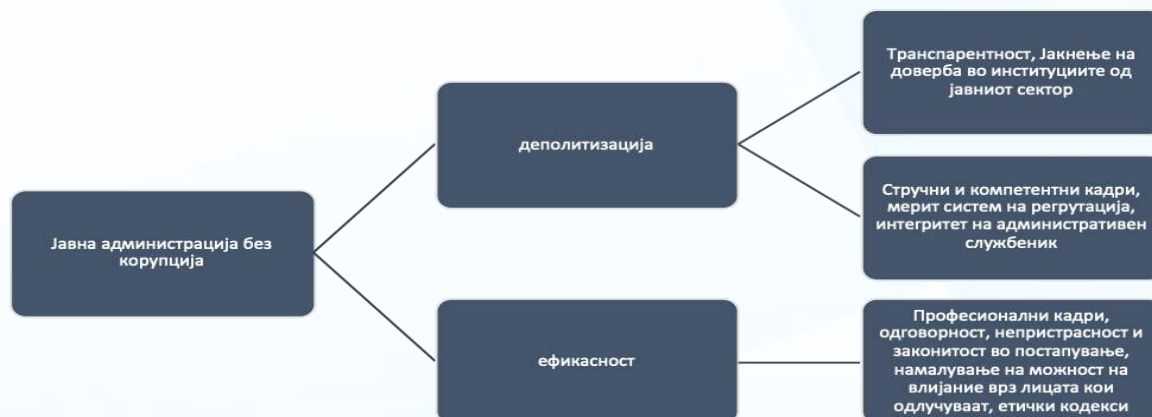 Јавна администрација без
корупција
деполитизација
ефикасност
Транспарентност, Јакнење на
доверба во институциите од
јавниот сектор
Стручни и компетентни кадри,
мерит систем на регрутација,
интегритет на административен
службеник
Професионални кадри,
одговорност, непристрасност и
законитост во постапување,
намалување на можност на
влијание врз лицата кои
одлучуваат, етички кодекси